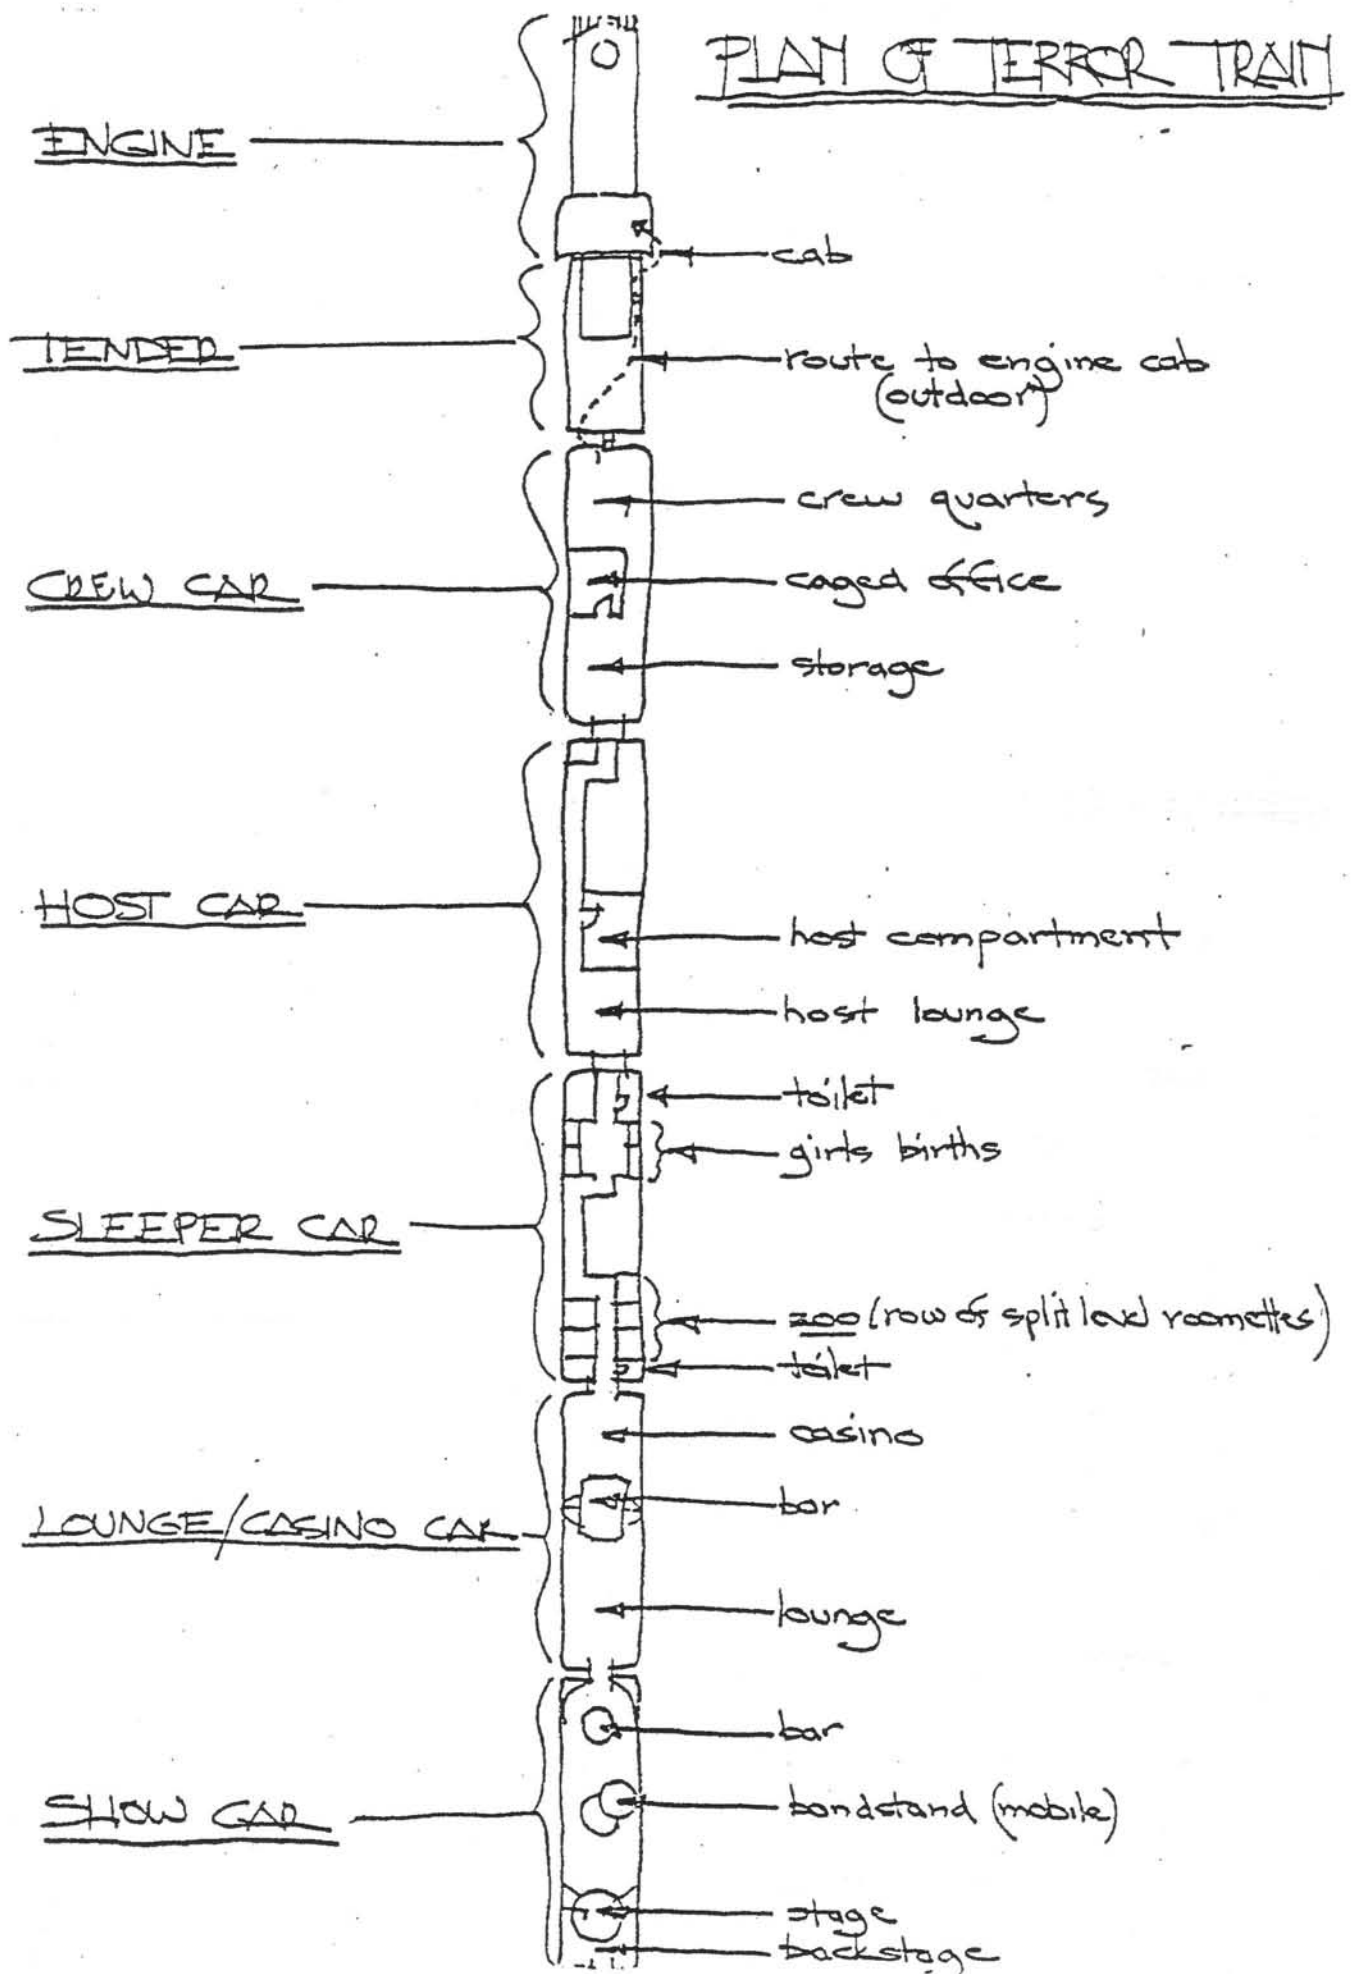 PLAN OF TERROR TRAIN
ENGINE
cab
TENDER
route to engine cab
(outdoor)
crew quarters
CREW CAR
caged office
storage
HOST CAR
host compartment
host lounge
toilet
girls births
SLEEPER CAR
zoo (row of split level roomettes)
toilet
casino
bar
LOUNGE/CASINO CAR
lounge
bar
SHOW CAR
bandstand (mobile)
stage
backstage